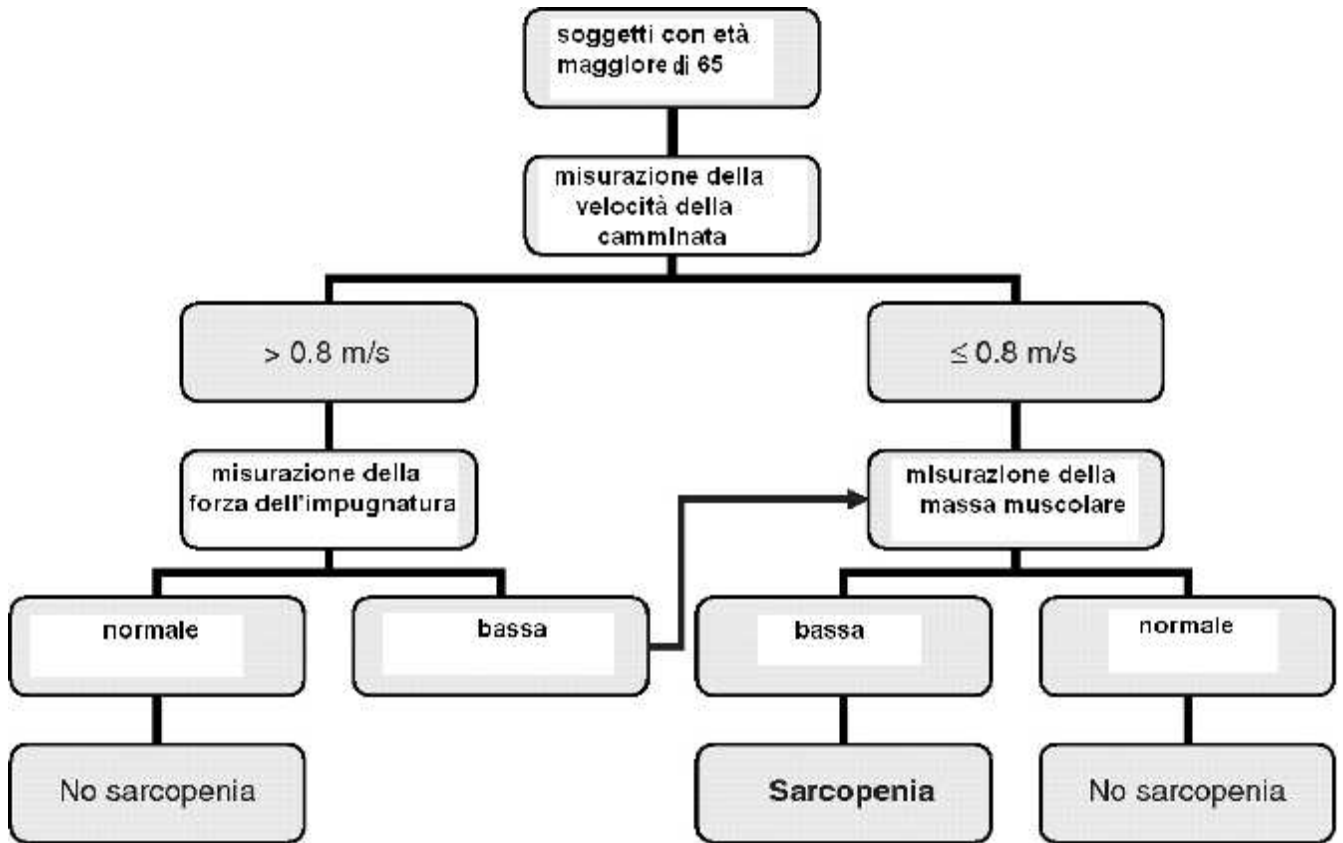 soggetti con età
maggiore di 65
misurazione della
velocità della
camminata
> 0.8 m/s
≤ 0.8 m/s
misurazione della
forza dell'impugnatura
misurazione della
massa muscolare
normale
bassa
bassa
normale
No sarcopenia
Sarcopenia
No sarcopenia